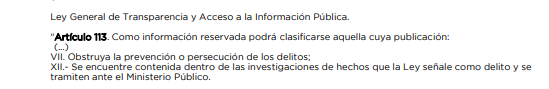 Ley General de Transparencia y Acceso a la Información Pública.
"Artículo 113. Como información reservada podrá clasificarse aquella cuya publicación:
(...)
VII. Obstruya la prevención o persecución de los delitos;
XII.- Se encuentre contenida dentro de las investigaciones de hechos que la Ley señale como delito y se
tramiten ante el Ministerio Público.